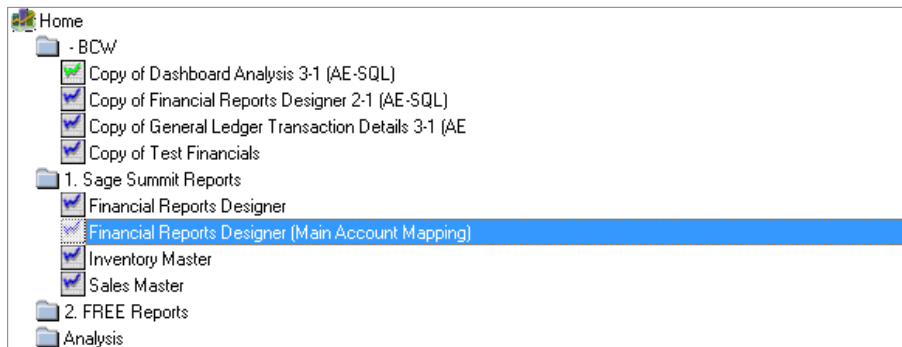 Home
- BCW
Copy of Dashboard Analysis 3-1 (AE-SQL)
Copy of Financial Reports Designer 2-1 (AE-SQL)
Copy of General Ledger Transaction Details 3-1 (AE
Copy of Test Financials
1. Sage Summit Reports
Financial Reports Designer
Financial Reports Designer (Main Account Mapping)
Inventory Master
Sales Master
2. FREE Reports
Analysis